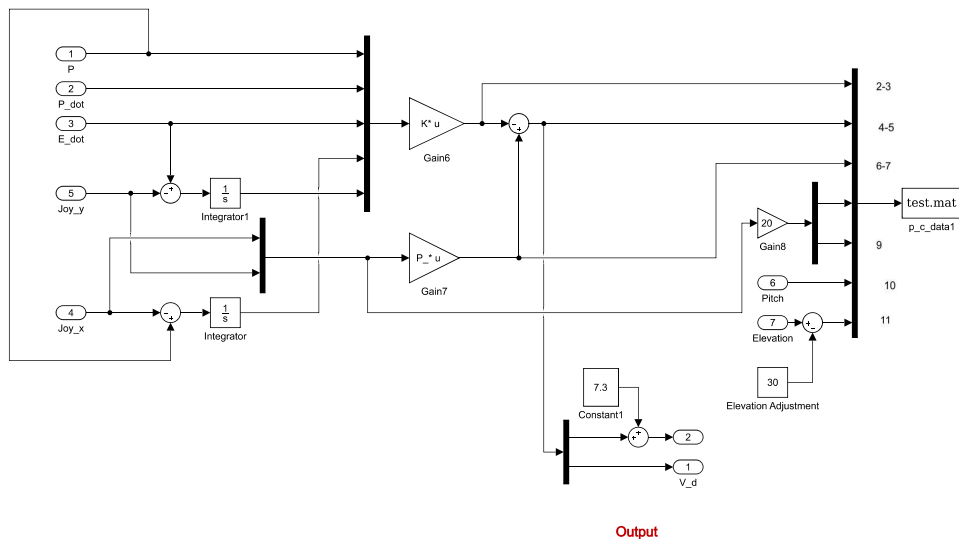 1
P
2
P_dot
3
E_dot
5
Joy_y
4
Joy_x
- +
1
s
Integrator1
- +
1
s
Integrator
K* u
Gain6
P_* u
Gain7
- +
20
Gain8
6
Pitch
7
Elevation
+ -
30
Elevation Adjustment
2-3
4-5
6-7
9
10
11
test.mat
p_c_data1
7.3
Constant1
+ +
2
1
V_d
Output